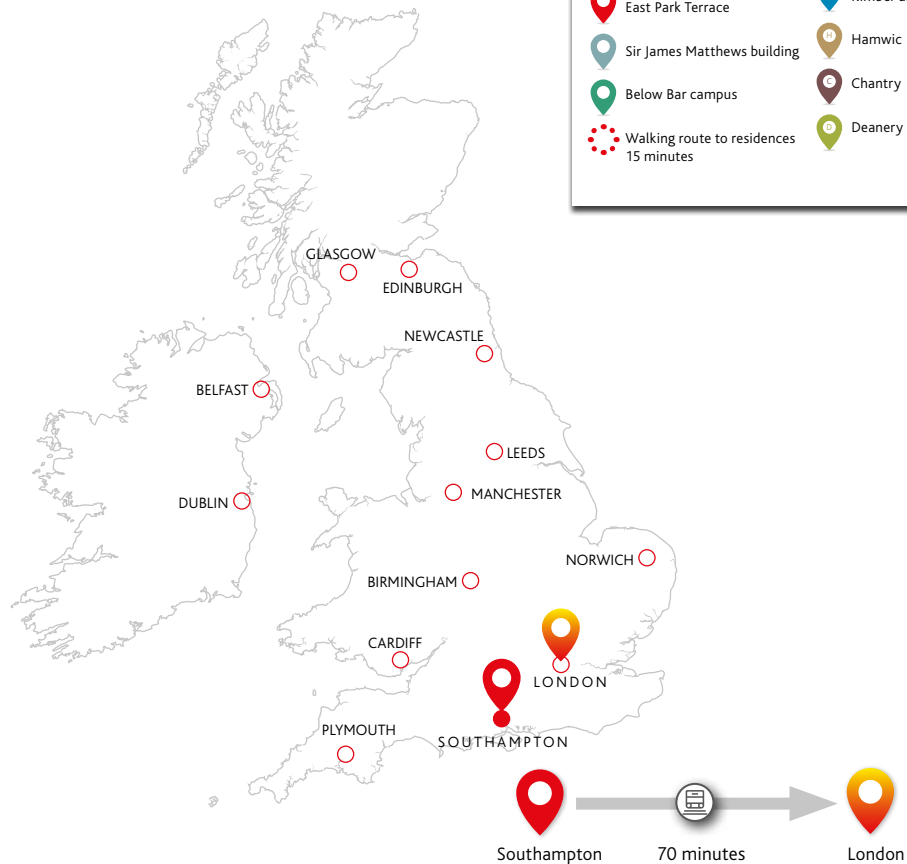 East Park Terrace
Sir James Matthews building
Below Bar campus
Walking route to residences
15 minutes
H
Hamwic
C
Chantry
D
Deanery
GLASGOW
EDINBURGH
NEWCASTLE
BELFAST
LEEDS
MANCHESTER
DUBLIN
NORWICH
BIRMINGHAM
CARDIFF
LONDON
PLYMOUTH
SOUTHAMPTON
Southampton
70 minutes
London